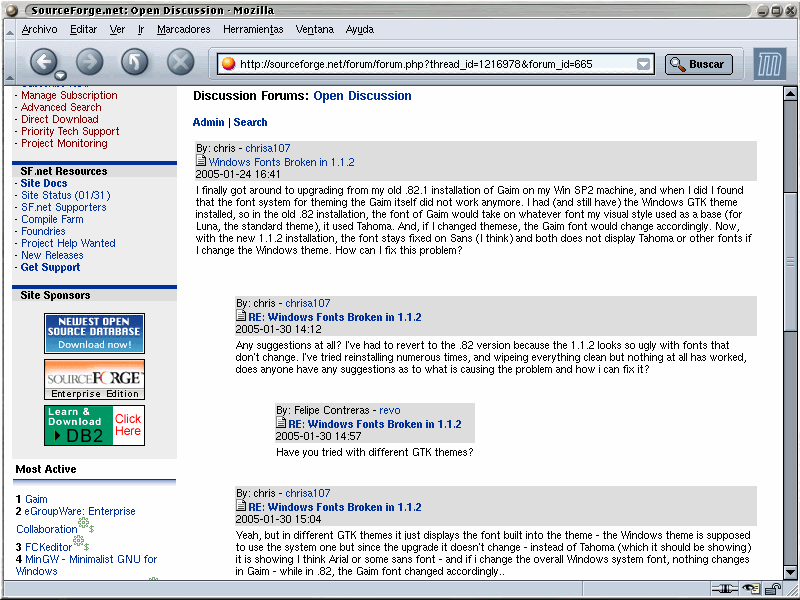 SourceForge.net: Open Discussion - Mozilla
Archivo Editar Ver Ir Marcadores Herramientas Ventana Ayuda
http://sourceforge.net/forum/forum.php?thread_id=1216978&forum_id=665
Buscar
- Manage Subscription
- Advanced Search
- Direct Download
- Priority Tech Support
- Project Monitoring
SF.net Resources
- Site Docs
- Site Status (01/31)
- SF.net Supporters
- Compile Farm
- Foundries
- Project Help Wanted
- New Releases
- Get Support
Site Sponsors
NEWEST OPEN
SOURCE DATABASE
Download now!
SOURCEFORGE
Enterprise Edition
Learn &
Download
DB2
Click
Here
Most Active
1 Gaim
2 eGroupWare: Enterprise
Collaboration $
3 FCKeditor $
4 MinGW - Minimalist GNU for
Windows
Discussion Forums: Open Discussion
Admin | Search
By: chris - chrisa107
Windows Fonts Broken in 1.1.2
2005-01-24 16:41
I finally got around to upgrading from my old .82.1 installation of Gaim on my Win SP2 machine, and when I did I found
that the font system for theming the Gaim itself did not work anymore. I had (and still have) the Windows GTK theme
installed, so in the old .82 installation, the font of Gaim would take on whatever font my visual style used as a base (for
Luna, the standard theme), it used Tahoma. And, if I changed themese, the Gaim font would change accordingly. Now,
with the new 1.1.2 installation, the font stays fixed on Sans (I think) and both does not display Tahoma or other fonts if
I change the Windows theme. How can I fix this problem?
By: chris - chrisa107
RE: Windows Fonts Broken in 1.1.2
2005-01-30 14:12
Any suggestions at all? I've had to revert to the .82 version because the 1.1.2 looks so ugly with fonts that
don't change. I've tried reinstalling numerous times, and wipeing everything clean but nothing at all has worked,
does anyone have any suggestions as to what is causing the problem and how i can fix it?
By: Felipe Contreras - revo
RE: Windows Fonts Broken in 1.1.2
2005-01-30 14:57
Have you tried with different GTK themes?
By: chris - chrisa107
RE: Windows Fonts Broken in 1.1.2
2005-01-30 15:04
Yeah, but in different GTK themes it just displays the font built into the theme - the Windows theme is supposed
to use the system one but since the upgrade it doesn't change - instead of Tahoma (which it should be showing)
it is showing I think Arial or some sans font - and if i change the overall Windows system font, nothing changes
in Gaim - while in .82, the Gaim font changed accordingly..